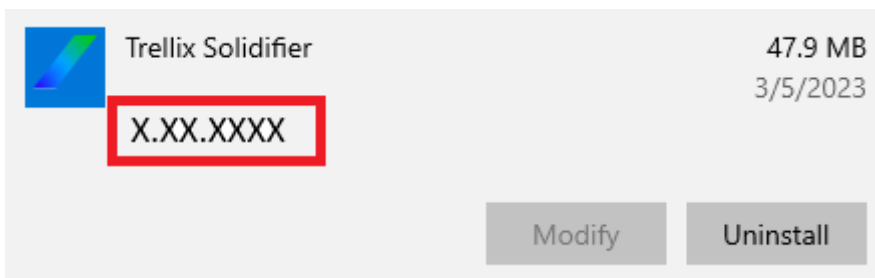 Trellix Solidifier
47.9 MB
3/5/2023
X.XX.XXXX
Modify
Uninstall